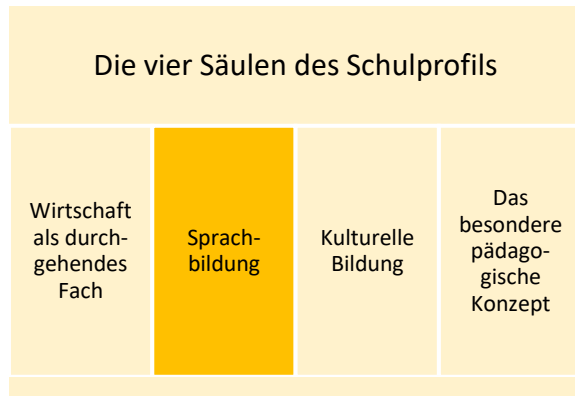 Die vier Säulen des Schulprofils
Wirtschaft
als durch-
gehendes
Fach
Sprach-
bildung
Kulturelle
Bildung
Das
besondere
pädago-
gische
Konzept